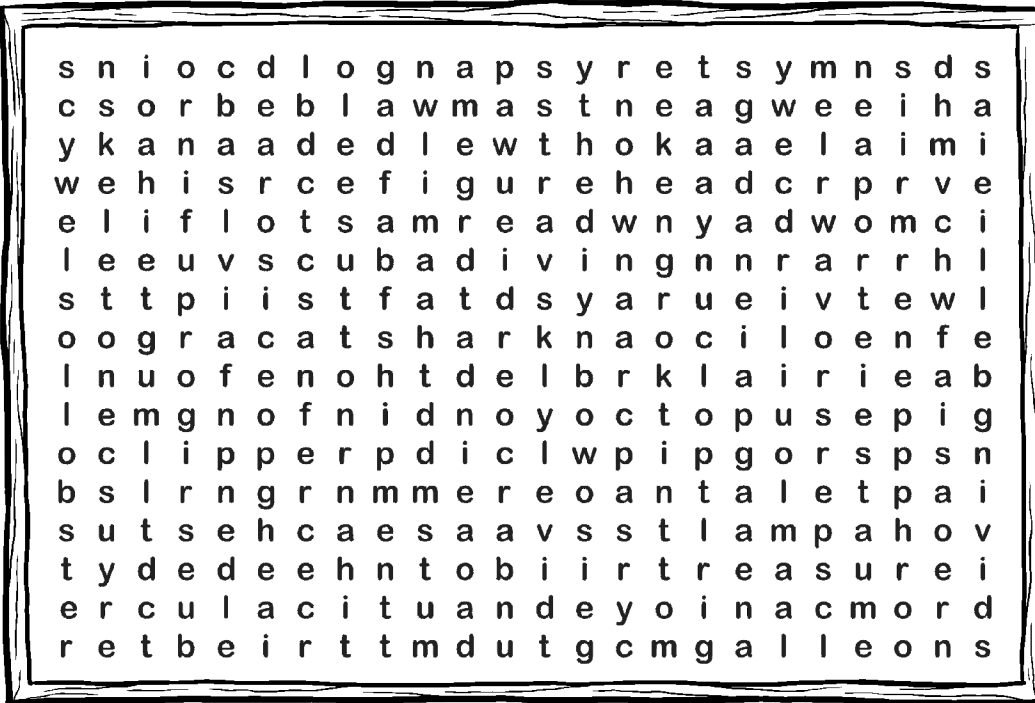 s n i o c d l o g n a p s y r e t s y m n s d s
c s o r b e b l a w m a s t n e a g w e e i h a
y k a n a a d e d l e w t h o k a a e l a i m i
w e h i s r c e f i g u r e h e a d c r p r v e
e l i f l o t s a m r e a d w n y a d w o m c i
l e e u v s c u b a d i v i n g n n r a r r h l
s t t p i i s t f a t d s y a r u e i v t e w l
o o g r a c a t s h a r k n a o c i l o e n f e
l n u o f e n o h t d e l b r k l a i r i e a b
l e m g n o f n i d n o y o c t o p u s e p i g
o c l i p p e r p d i c l w p i p g o r s p s n
b s l r n g r n m m e r e o a n t a l e t p a i
s u t s e h c a e s a a v s s t l a m p a h o v
t y d e d e e h n t o b i i r t r e a s u r e i
e r c u l a c i t u a n d e y o i n a c m o r d
r e t b e i r t t m d u t g c m g a l l e o n s